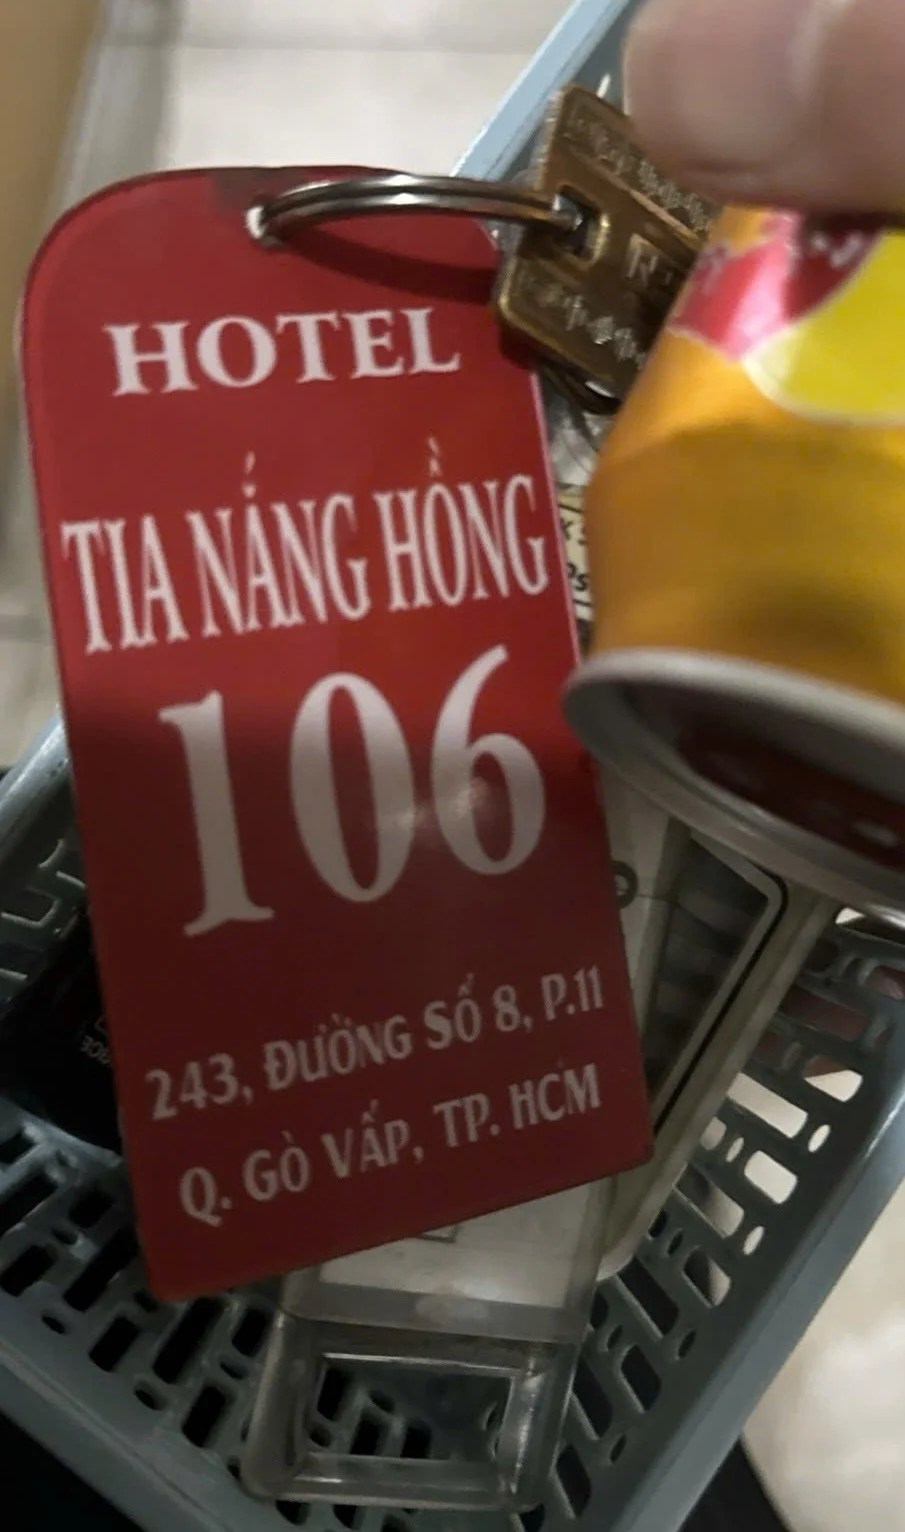 HOTEL
TIA NẮNG HỒNG
106
243, ĐƯỜNG SỐ 8, P.11
Q. GÒ VẤP, TP. HCM